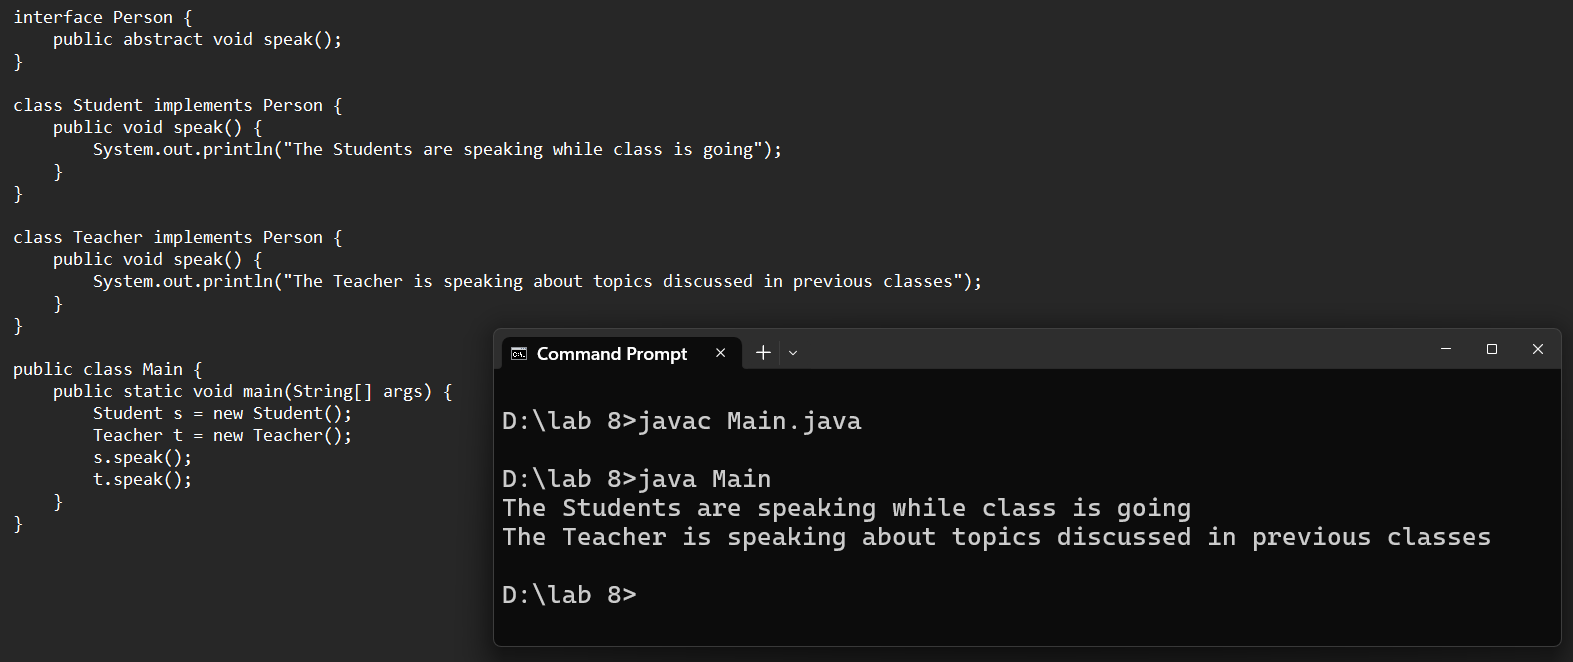 interface Person {
    public abstract void speak();
}

class Student implements Person {
    public void speak() {
        System.out.println("The Students are speaking while class is going");
    }
}

class Teacher implements Person {
    public void speak() {
        System.out.println("The Teacher is speaking about topics discussed in previous classes");
    }
}

public class Main {
    public static void main(String[] args) {
        Student s = new Student();
        Teacher t = new Teacher();
        s.speak();
        t.speak();
    }
}

Command Prompt

D:\lab 8>javac Main.java

D:\lab 8>java Main
The Students are speaking while class is going
The Teacher is speaking about topics discussed in previous classes

D:\lab 8>